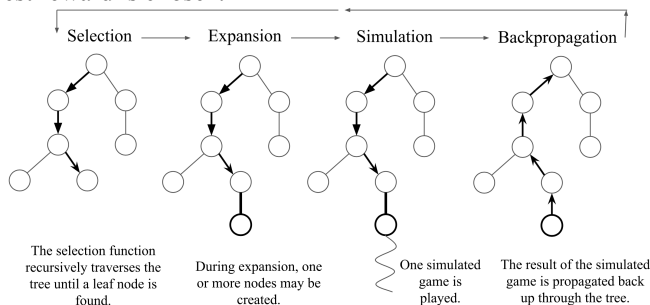 Selection
Expansion
Simulation
Backpropagation
The selection function
recursively traverses the
tree until a leaf node is
found.
During expansion, one
or more nodes may be
created.
One simulated
game is
played.
The result of the simulated
game is propagated back
up through the tree.